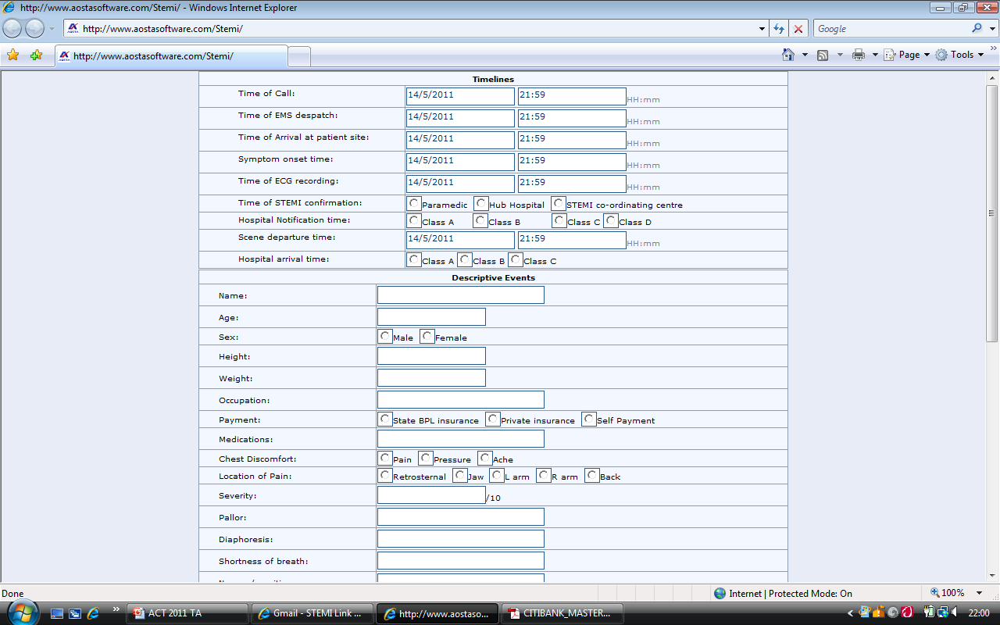 http://www.aostasoftware.com/Stemi/ - Windows Internet Explorer
http://www.aostasoftware.com/Stemi/ Google
http://www.aostasoftware.com/Stemi/ Page Tools
Timelines
Time of Call: 14/5/2011 21:59 HH:mm
Time of EMS despatch: 14/5/2011 21:59 HH:mm
Time of Arrival at patient site: 14/5/2011 21:59 HH:mm
Symptom onset time: 14/5/2011 21:59 HH:mm
Time of ECG recording: 14/5/2011 21:59 HH:mm
Time of STEMI confirmation: Paramedic Hub Hospital STEMI co-ordinating centre
Hospital Notification time: Class A Class B Class C Class D
Scene departure time: 14/5/2011 21:59 HH:mm
Hospital arrival time: Class A Class B Class C
Descriptive Events
Name:
Age:
Sex: Male Female
Height:
Weight:
Occupation:
Payment: State BPL insurance Private insurance Self Payment
Medications:
Chest Discomfort: Pain Pressure Ache
Location of Pain: Retrosternal Jaw L arm R arm Back
Severity: /10
Pallor:
Diaphoresis:
Shortness of breath:
Done Internet | Protected Mode: On 100%
ACT 2011 TA Gmail - STEMI Link ... http://www.aostaso... CITIBANK_MASTER... 22:00